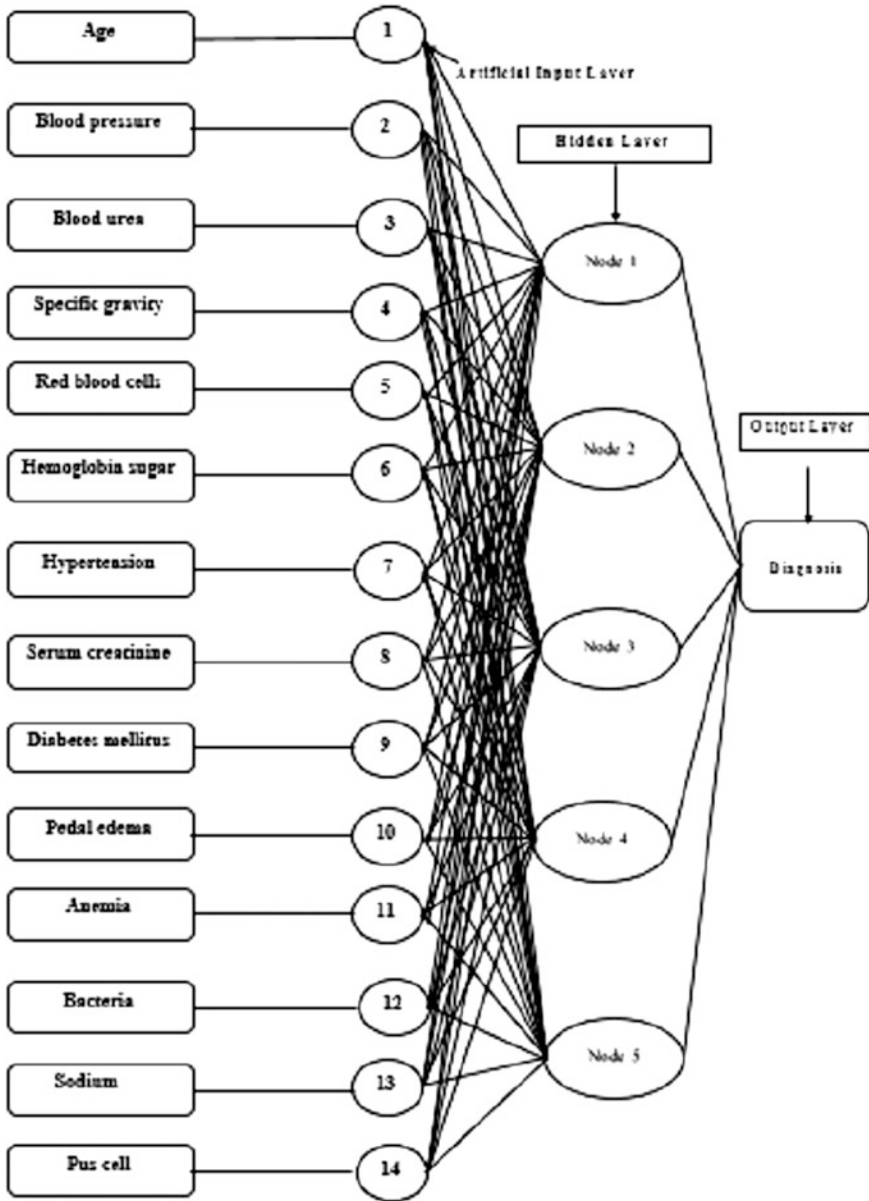 Age 1
Artificial Input Layer
Blood pressure 2
Hidden Layer
Blood urea 3
Node 1
Specific gravity 4
Red blood cells 5
Output Layer
Node 2
Hemoglobin sugar 6
Hypertension 7
Diagnosis
Node 3
Serum creatinine 8
Diabetes mellitus 9
Pedal edema 10
Node 4
Anemia 11
Bacteria 12
Node 5
Sodium 13
Pus cell 14